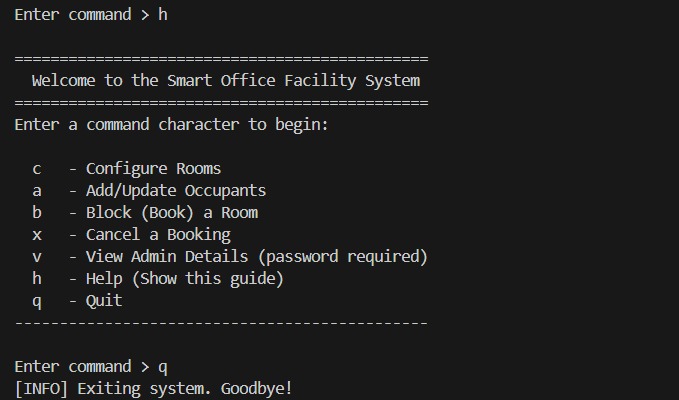 Enter command > h
==============================================
Welcome to the Smart Office Facility System
==============================================
Enter a command character to begin:
c - Configure Rooms
a - Add/Update Occupants
b - Block (Book) a Room
x - Cancel a Booking
v - View Admin Details (password required)
h - Help (Show this guide)
q - Quit
----------------------------------------------
Enter command > q
[INFO] Exiting system. Goodbye!